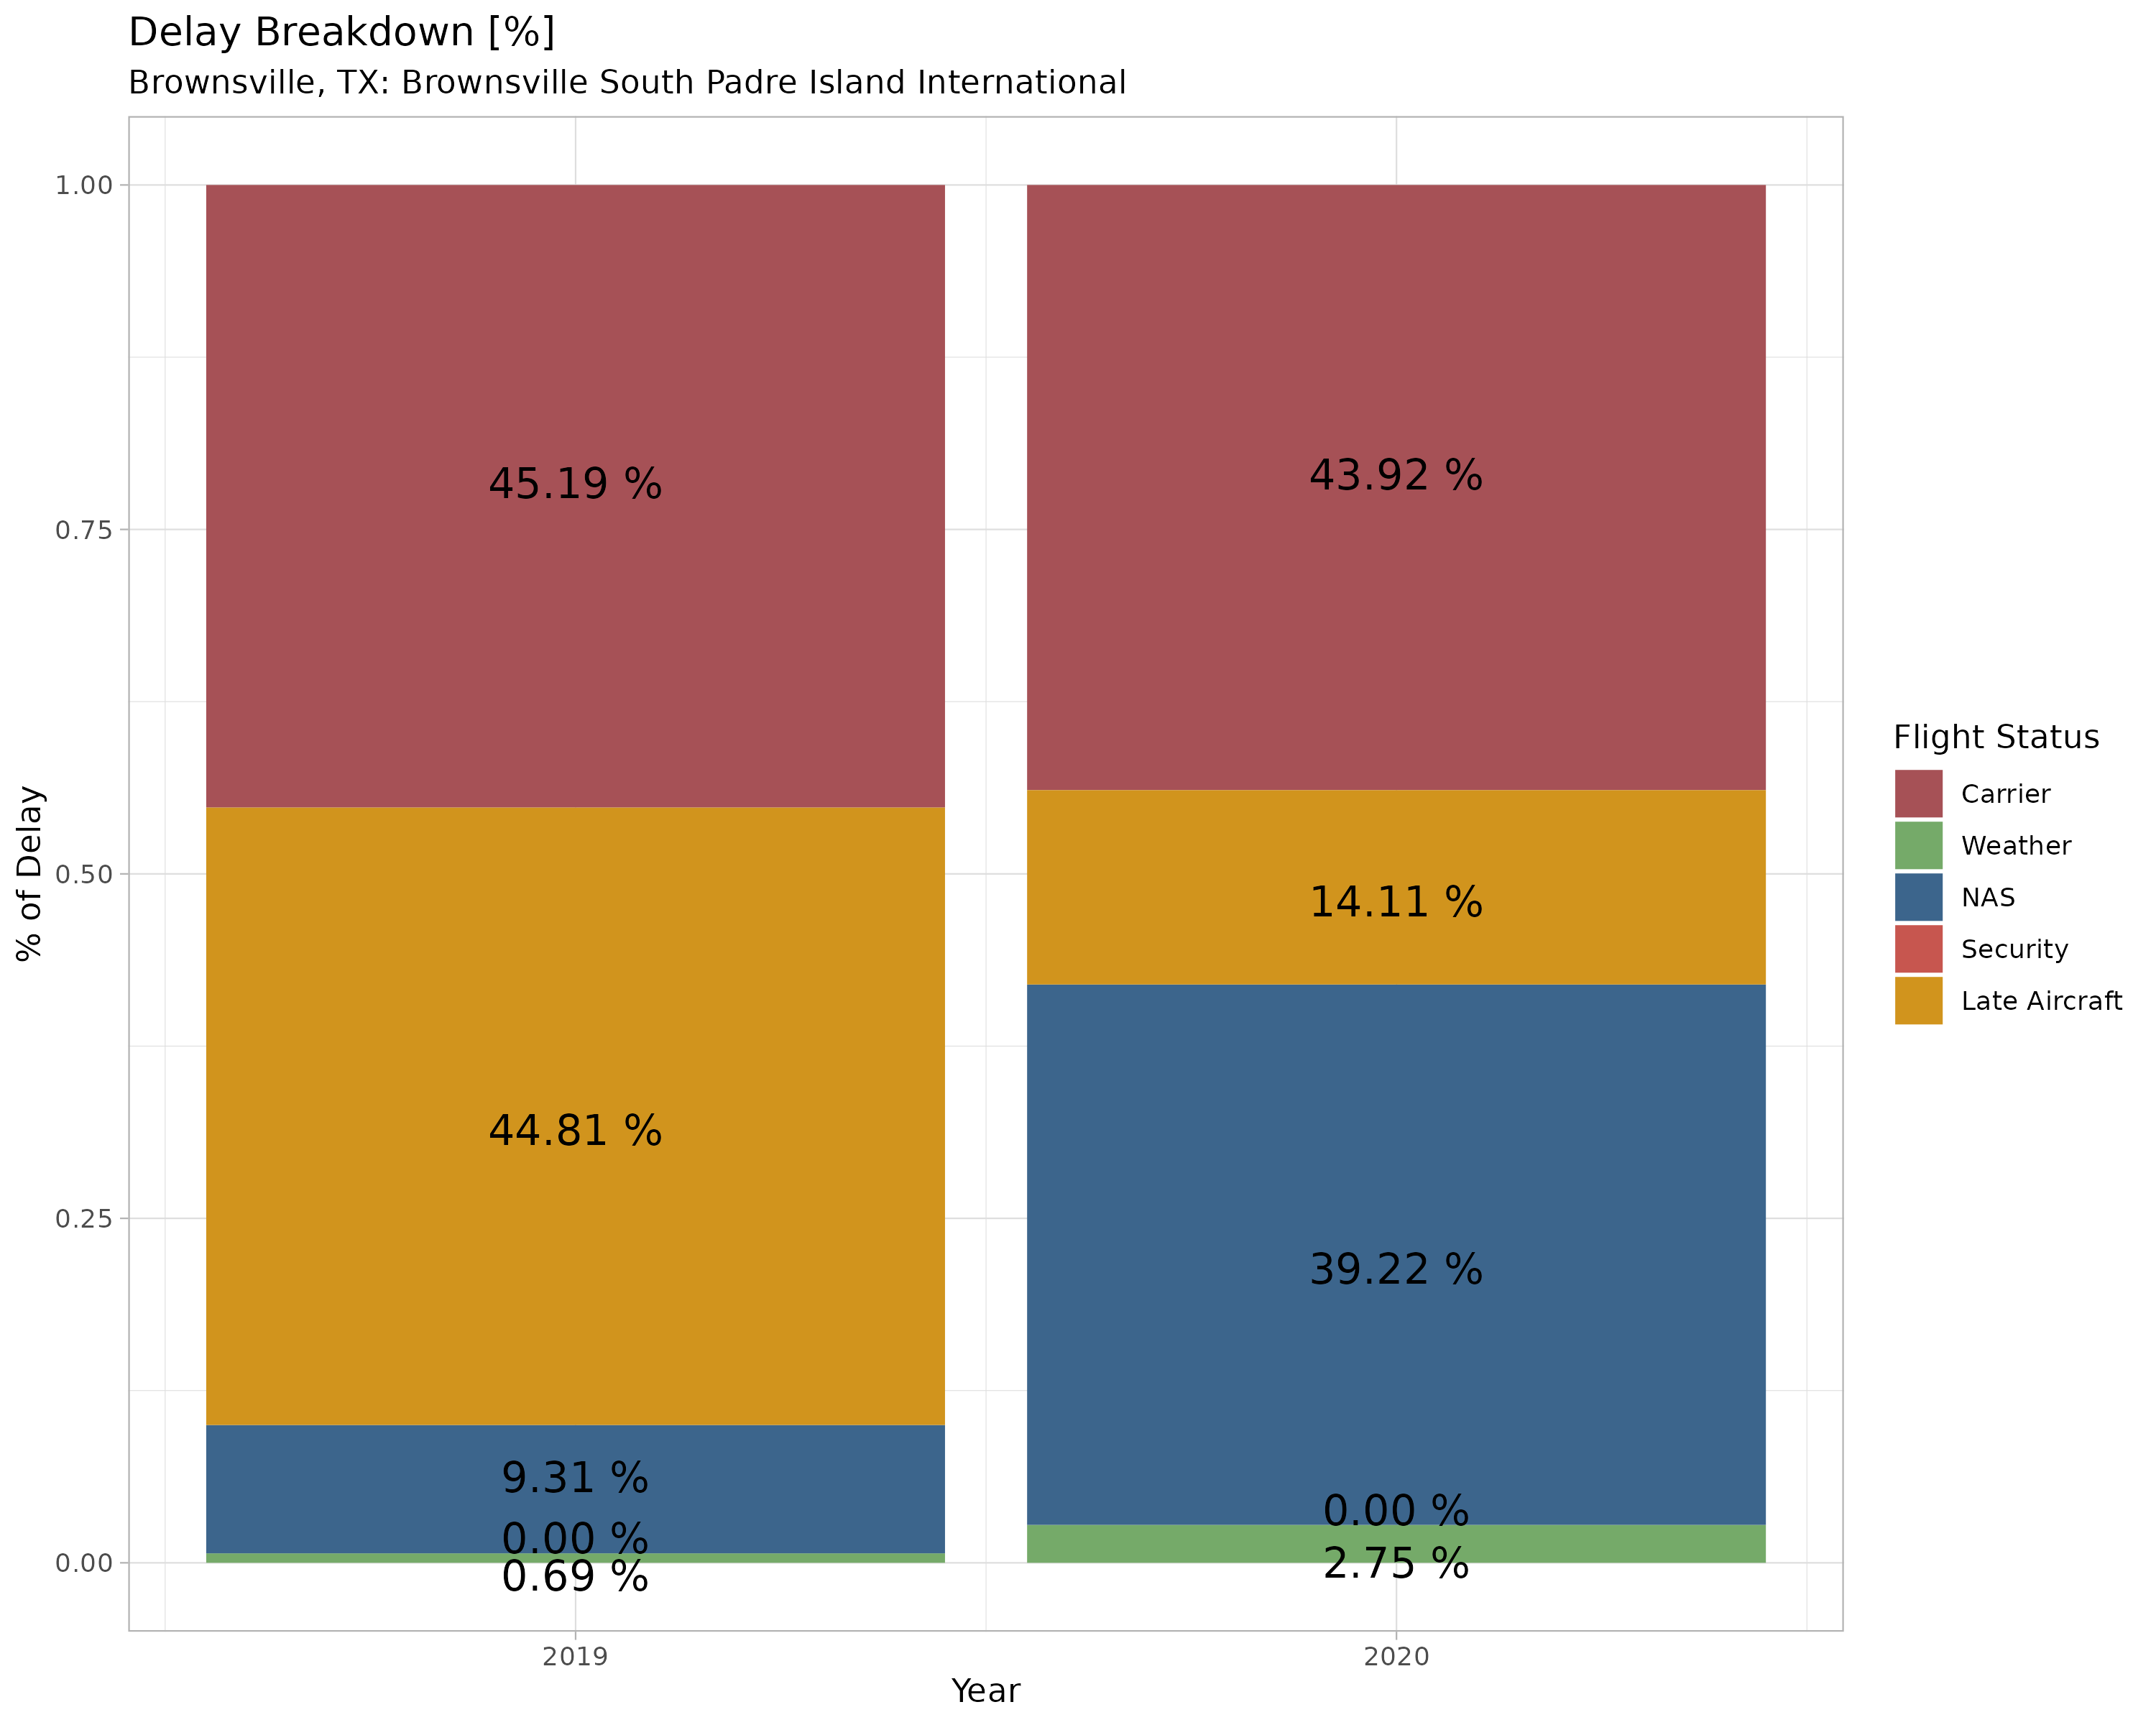 Delay Breakdown [%]
Brownsville, TX: Brownsville South Padre Island International
% of Delay
1.00
0.75
0.50
0.25
0.00
45.19 %
44.81 %
9.31 %
0.00 %
0.69 %
43.92 %
14.11 %
39.22 %
0.00 %
2.75 %
2019
2020
Year
Flight Status
Carrier
Weather
NAS
Security
Late Aircraft